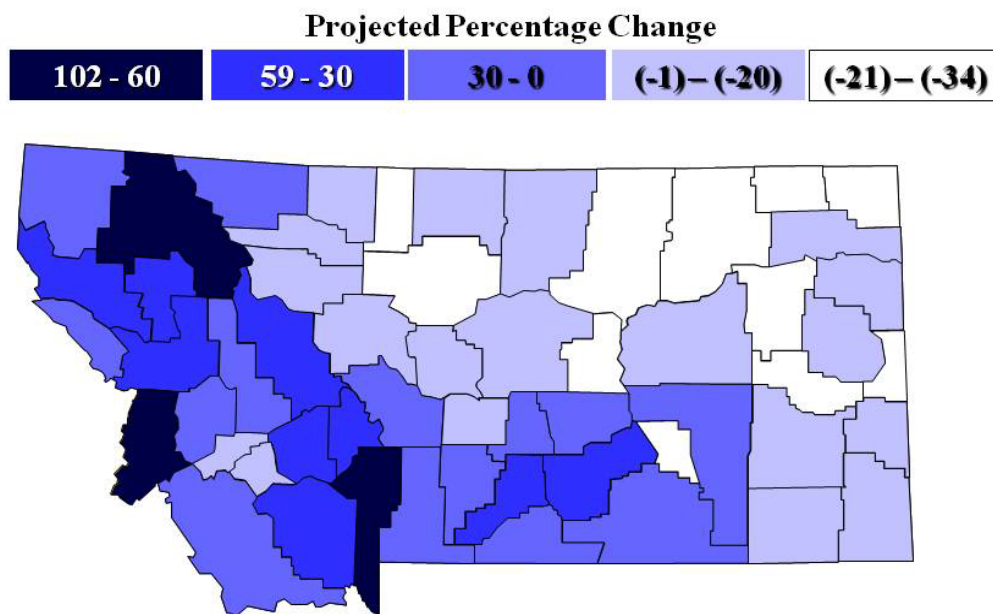 Projected Percentage Change
102 - 60 59 - 30 30 - 0 (-1) – (-20) (-21) – (-34)